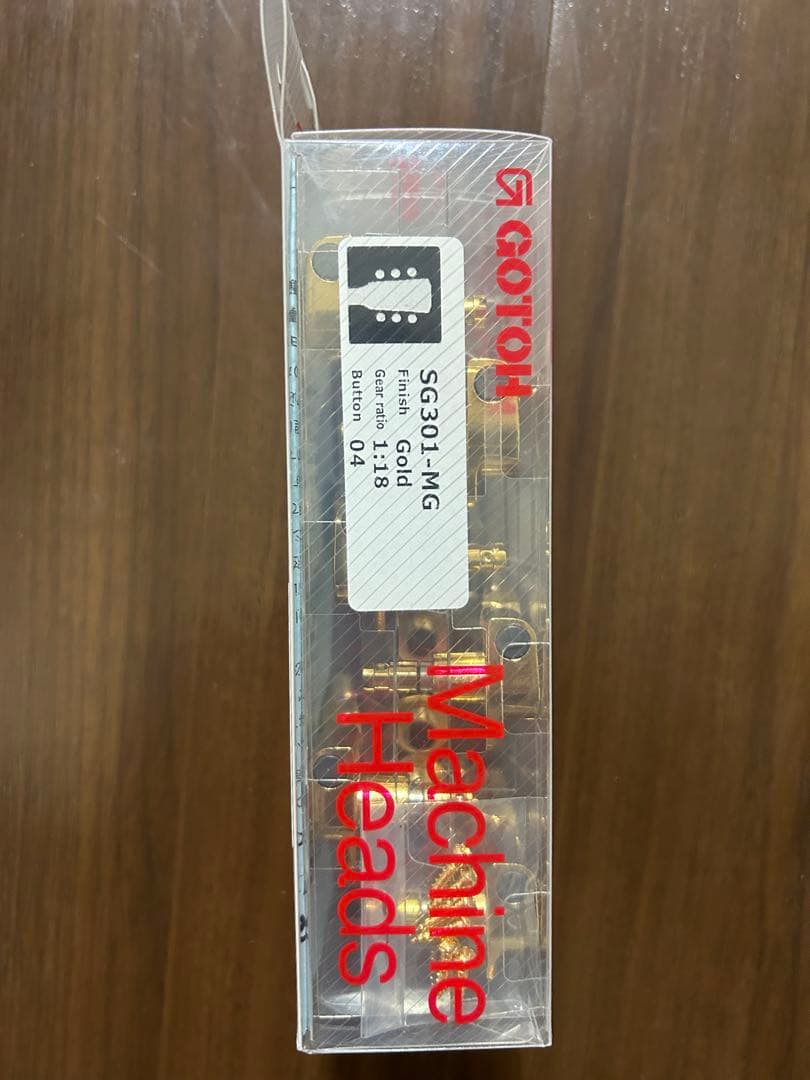 GOTOH
SG301-MG
Finish Gold
Gear ratio 1:18
Button 04
Machine
Heads